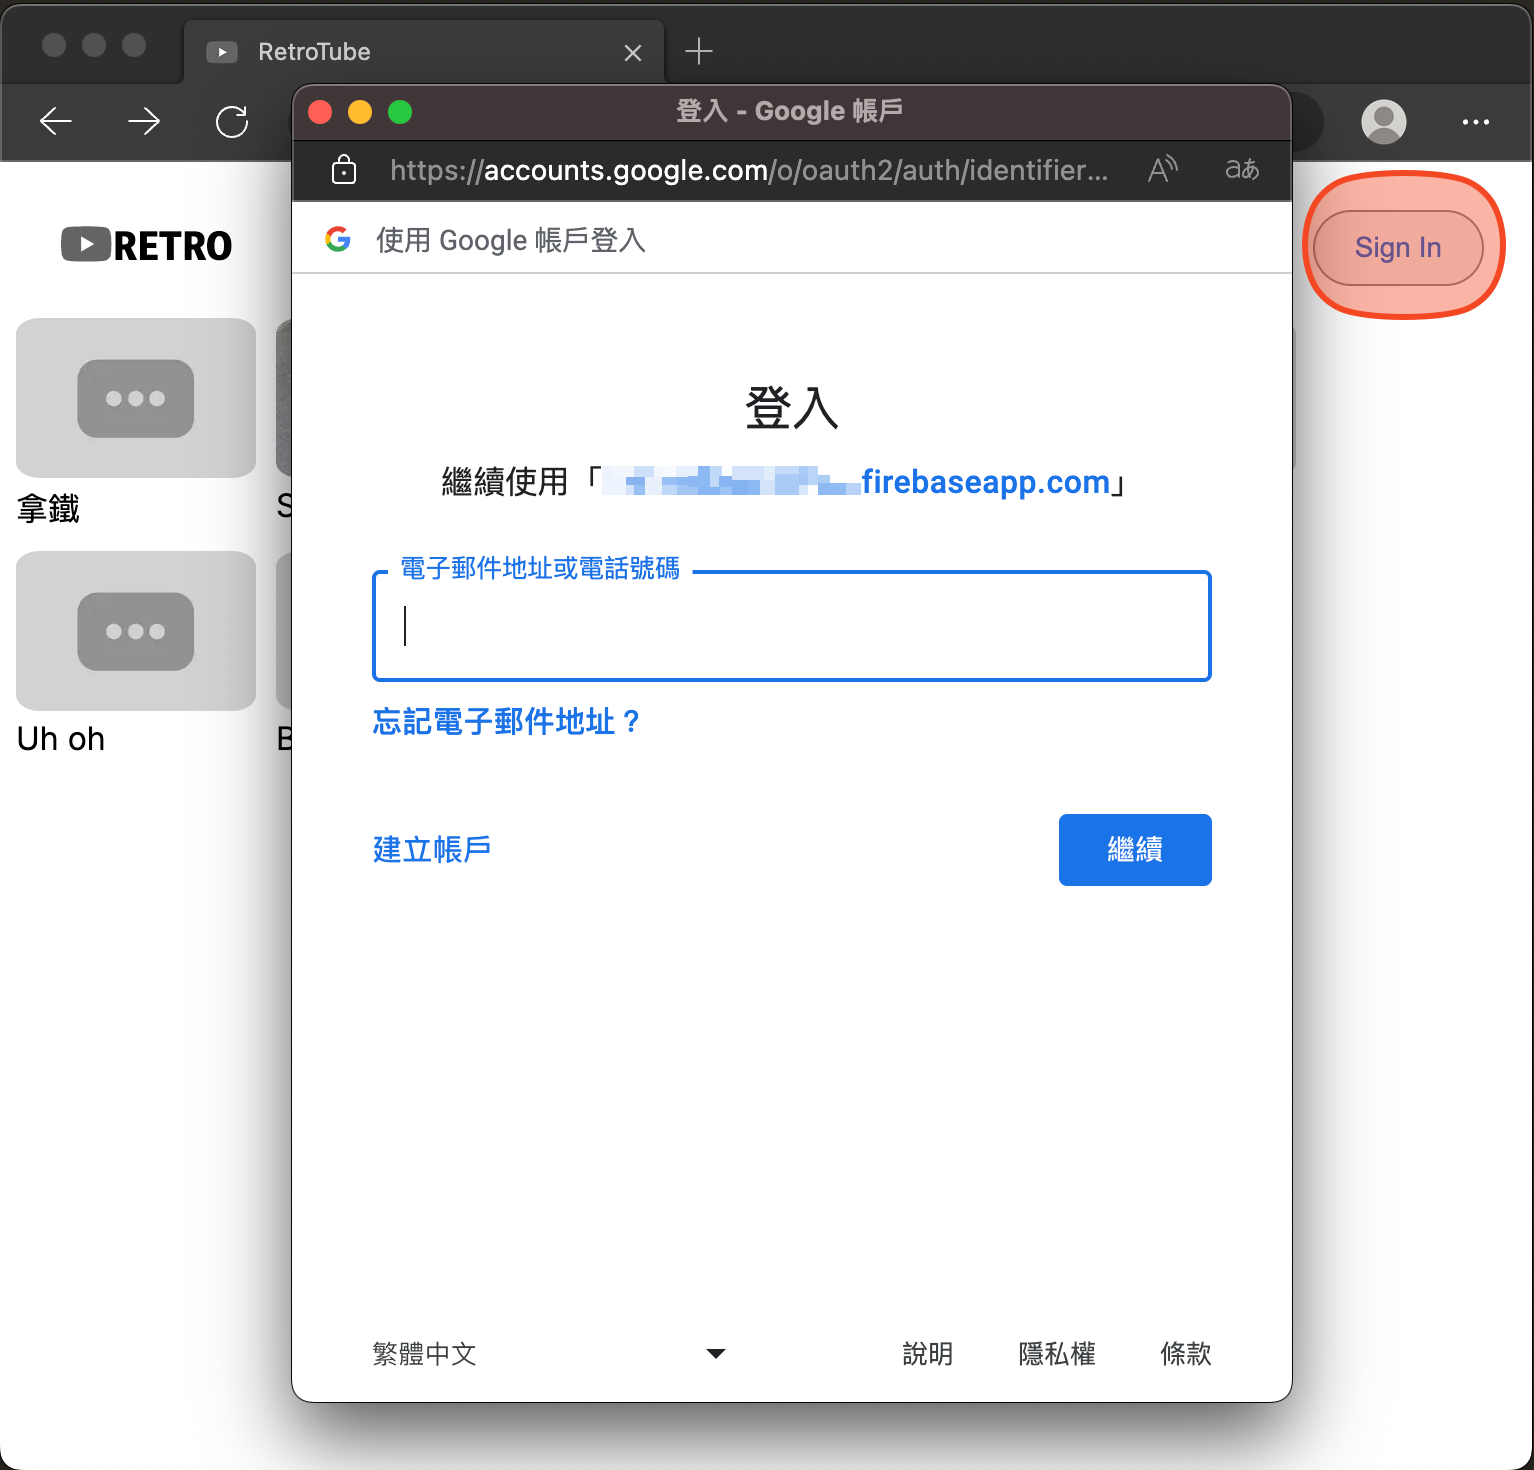 RetroTube
登入 - Google 帳戶
https://accounts.google.com/o/oauth2/auth/identifier...
aあ
使用 Google 帳戶登入
RETRO
Sign In
登入
繼續使用「firebaseapp.com」
電子郵件地址或電話號碼
拿鐵
S
忘記電子郵件地址？
Uh oh
B
建立帳戶
繼續
繁體中文
說明
隱私權
條款